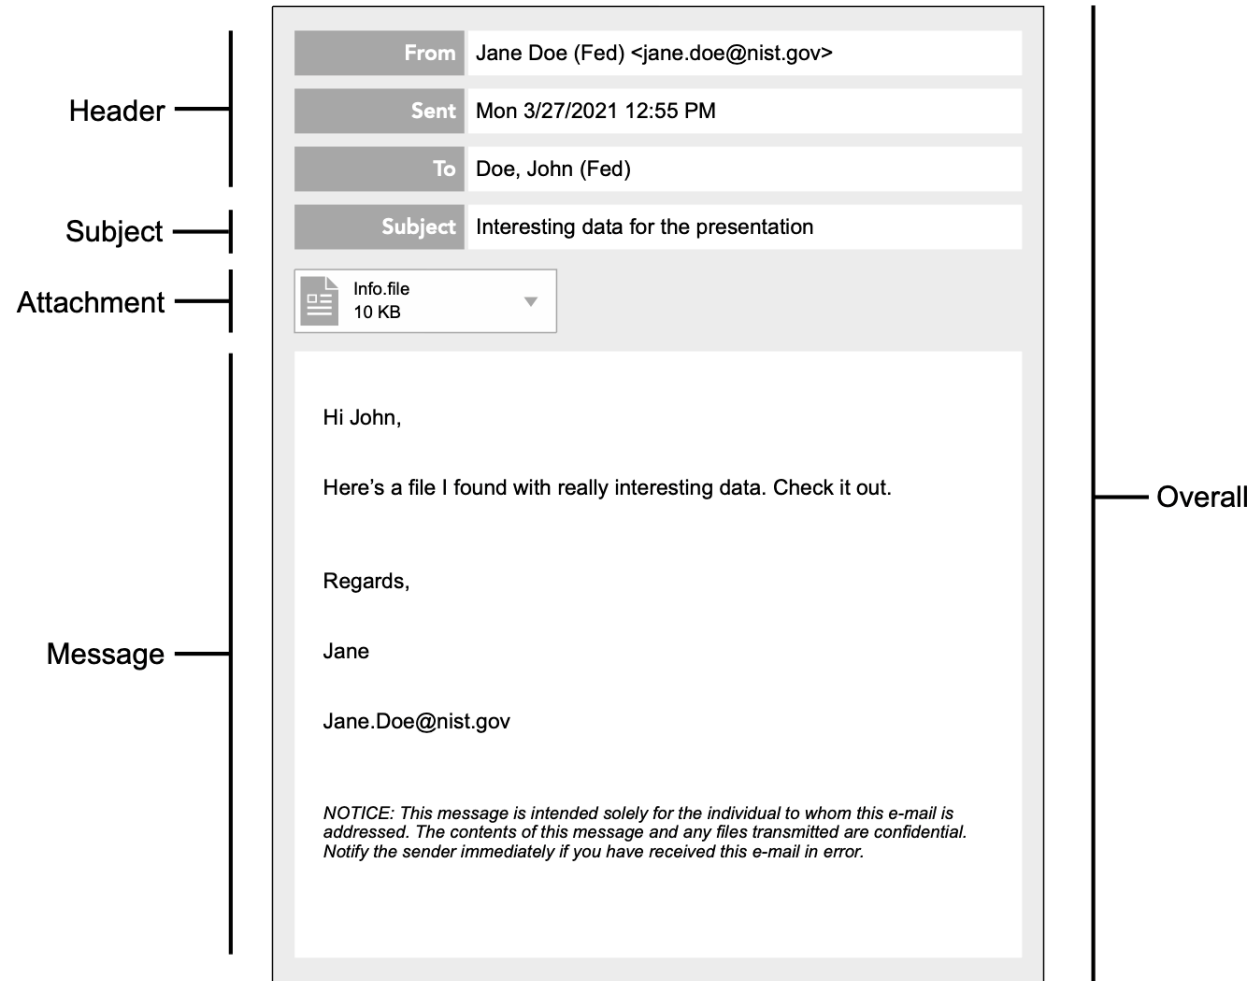 Header
From Jane Doe (Fed) <jane.doe@nist.gov>
Sent Mon 3/27/2021 12:55 PM
To Doe, John (Fed)
Subject
Subject Interesting data for the presentation
Attachment
Info.file
10 KB
Message
Hi John,
Here’s a file I found with really interesting data. Check it out.
Regards,
Jane
Jane.Doe@nist.gov
NOTICE: This message is intended solely for the individual to whom this e-mail is
addressed. The contents of this message and any files transmitted are confidential.
Notify the sender immediately if you have received this e-mail in error.
Overall